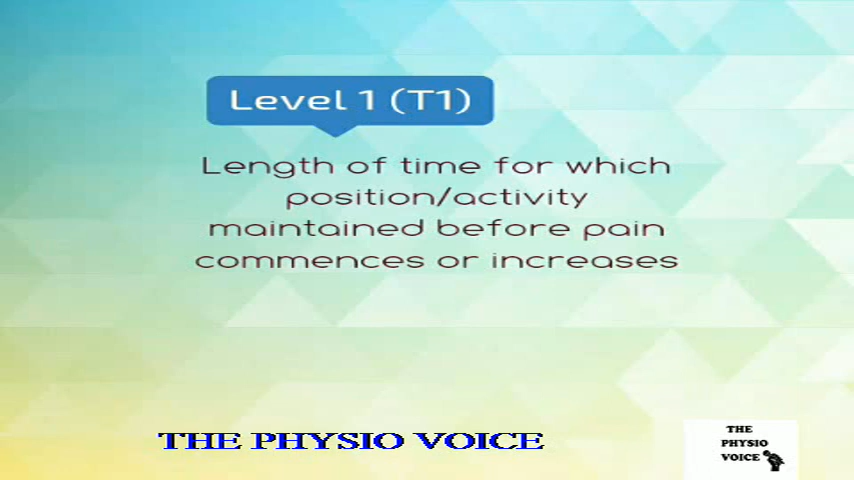 Level 1 (T1)
Length of time for which
position/activity
maintained before pain
commences or increases
THE PHYSIO VOICE
THE
PHYSIO
VOICE